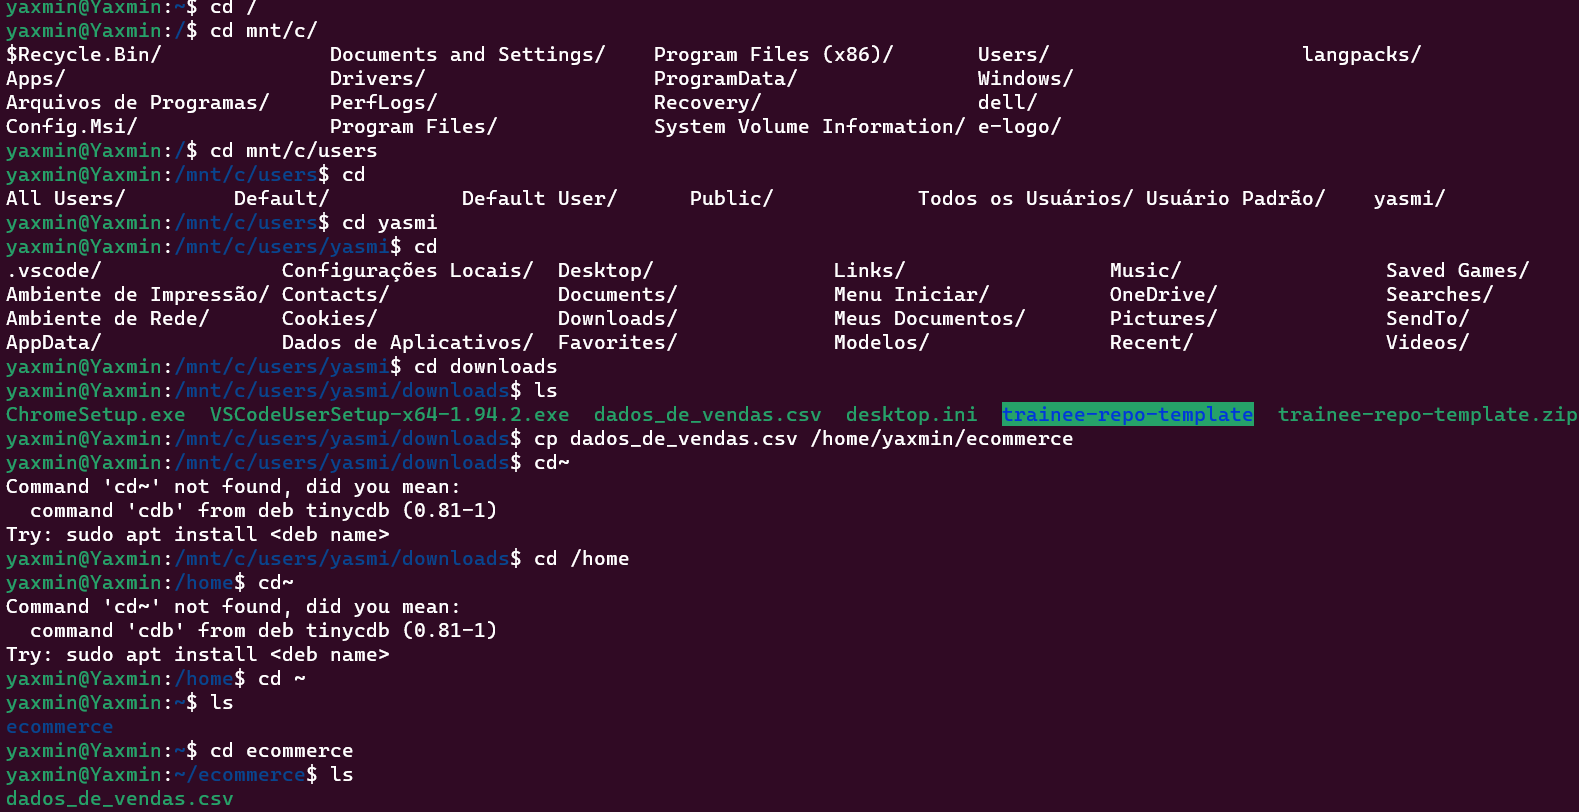 yaxmin@Yaxmin:~$ cd /
yaxmin@Yaxmin:/$ cd mnt/c/
$Recycle.Bin/ Documents and Settings/ Program Files (x86)/ Users/ langpacks/
Apps/ Drivers/ ProgramData/ Windows/
Arquivos de Programas/ PerfLogs/ Recovery/ dell/
Config.Msi/ Program Files/ System Volume Information/ e-logo/
yaxmin@Yaxmin:/$ cd mnt/c/users
yaxmin@Yaxmin:/mnt/c/users$ cd
All Users/ Default/ Default User/ Public/ Todos os Usuários/ Usuário Padrão/ yasmi/
yaxmin@Yaxmin:/mnt/c/users$ cd yasmi
yaxmin@Yaxmin:/mnt/c/users/yasmi$ cd
.vscode/ Configurações Locais/ Desktop/ Links/ Music/ Saved Games/
Ambiente de Impressão/ Contacts/ Documents/ Menu Iniciar/ OneDrive/ Searches/
Ambiente de Rede/ Cookies/ Downloads/ Meus Documentos/ Pictures/ SendTo/
AppData/ Dados de Aplicativos/ Favorites/ Modelos/ Recent/ Videos/
yaxmin@Yaxmin:/mnt/c/users/yasmi$ cd downloads
yaxmin@Yaxmin:/mnt/c/users/yasmi/downloads$ ls
ChromeSetup.exe VSCodeUserSetup-x64-1.94.2.exe dados_de_vendas.csv desktop.ini trainee-repo-template trainee-repo-template.zip
yaxmin@Yaxmin:/mnt/c/users/yasmi/downloads$ cp dados_de_vendas.csv /home/yaxmin/ecommerce
yaxmin@Yaxmin:/mnt/c/users/yasmi/downloads$ cd~
Command 'cd~' not found, did you mean:
command 'cdb' from deb tinycdb (0.81-1)
Try: sudo apt install <deb name>
yaxmin@Yaxmin:/mnt/c/users/yasmi/downloads$ cd /home
yaxmin@Yaxmin:/home$ cd~
Command 'cd~' not found, did you mean:
command 'cdb' from deb tinycdb (0.81-1)
Try: sudo apt install <deb name>
yaxmin@Yaxmin:/home$ cd ~
yaxmin@Yaxmin:~$ ls
ecommerce
yaxmin@Yaxmin:~$ cd ecommerce
yaxmin@Yaxmin:~/ecommerce$ ls
dados_de_vendas.csv